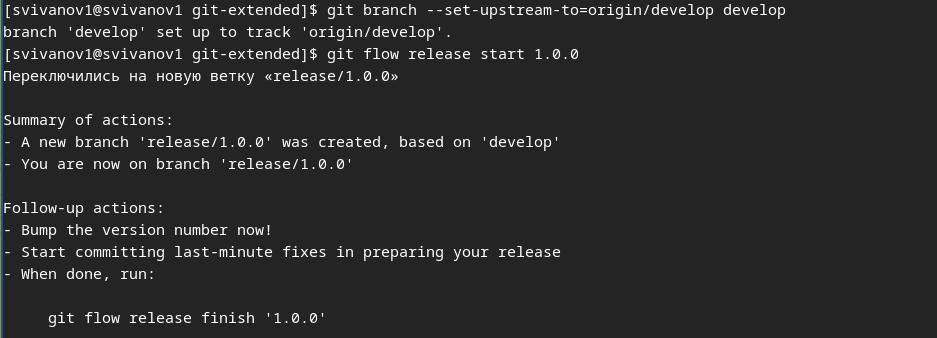 [svivanov1@svivanov1 git-extended]$ git branch --set-upstream-to=origin/develop develop
branch 'develop' set up to track 'origin/develop'.
[svivanov1@svivanov1 git-extended]$ git flow release start 1.0.0
Переключились на новую ветку «release/1.0.0»
Summary of actions:
- A new branch 'release/1.0.0' was created, based on 'develop'
- You are now on branch 'release/1.0.0'
Follow-up actions:
- Bump the version number now!
- Start committing last-minute fixes in preparing your release
- When done, run:
git flow release finish '1.0.0'